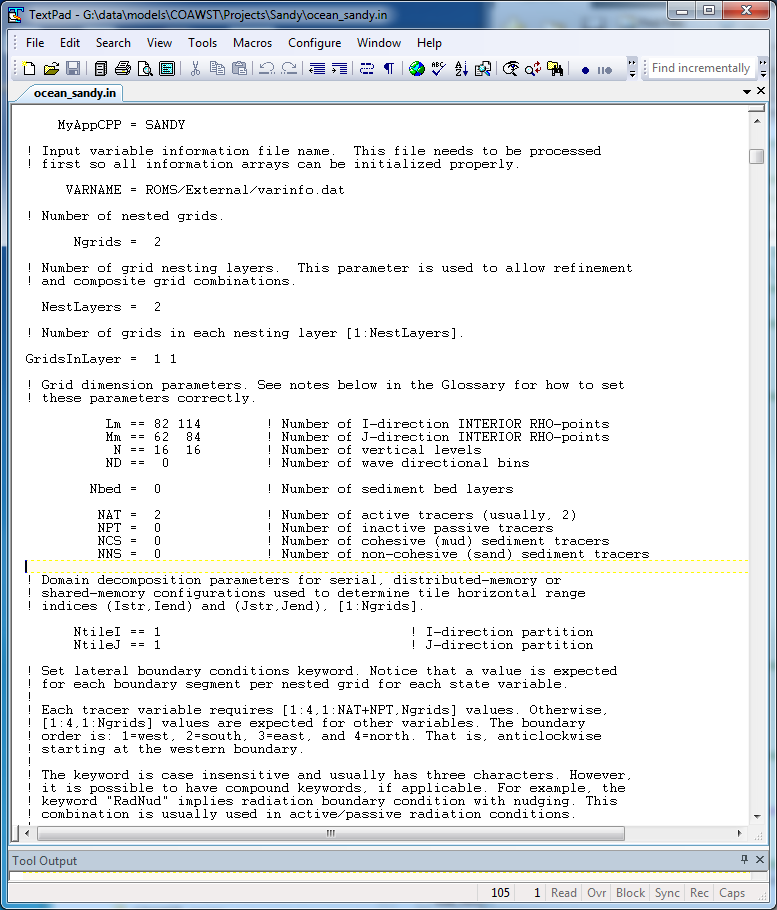 TextPad - G:\data\models\COAWST\Projects\Sandy\ocean_sandy.in
File Edit Search View Tools Macros Configure Window Help
Find incrementally
ocean_sandy.in
MyAppCPP = SANDY
! Input variable information file name.  This file needs to be processed
! first so all information arrays can be initialized properly.
VARNAME = ROMS/External/varinfo.dat
! Number of nested grids.
Ngrids =  2
! Number of grid nesting layers.  This parameter is used to allow refinement
! and composite grid combinations.
NestLayers =  2
! Number of grids in each nesting layer [1:NestLayers].
GridsInLayer =  1 1
! Grid dimension parameters. See notes below in the Glossary for how to set
! these parameters correctly.
Lm == 82 114        ! Number of I-direction INTERIOR RHO-points
Mm == 62  84        ! Number of J-direction INTERIOR RHO-points
N == 16  16        ! Number of vertical levels
ND ==  0            ! Number of wave directional bins
Nbed =  0             ! Number of sediment bed layers
NAT =  2             ! Number of active tracers (usually, 2)
NPT =  0             ! Number of inactive passive tracers
NCS =  0             ! Number of cohesive (mud) sediment tracers
NNS =  0             ! Number of non-cohesive (sand) sediment tracers
! Domain decomposition parameters for serial, distributed-memory or
! shared-memory configurations used to determine tile horizontal range
! indices (Istr,Iend) and (Jstr,Jend), [1:Ngrids].
NtileI == 1                               ! I-direction partition
NtileJ == 1                               ! J-direction partition
! Set lateral boundary conditions keyword. Notice that a value is expected
! for each boundary segment per nested grid for each state variable.
!
! Each tracer variable requires [1:4,1:NAT+NPT,Ngrids] values. Otherwise,
! [1:4,1:Ngrids] values are expected for other variables. The boundary
! order is: 1=west, 2=south, 3=east, and 4=north. That is, anticlockwise
! starting at the western boundary.
!
! The keyword is case insensitive and usually has three characters. However,
! it is possible to have compound keywords, if applicable. For example, the
! keyword "RadNud" implies radiation boundary condition with nudging. This
! combination is usually used in active/passive radiation conditions.
Tool Output
105 1 Read Ovr Block Sync Rec Caps